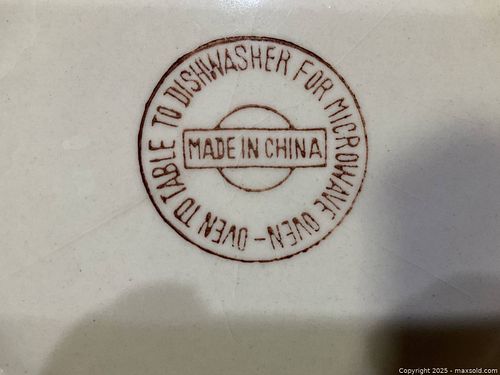 OVEN TO TABLE TO DISHWASHER FOR MICROWAVE OVEN –
MADE IN CHINA
Copyright 2025 - maxsold.com